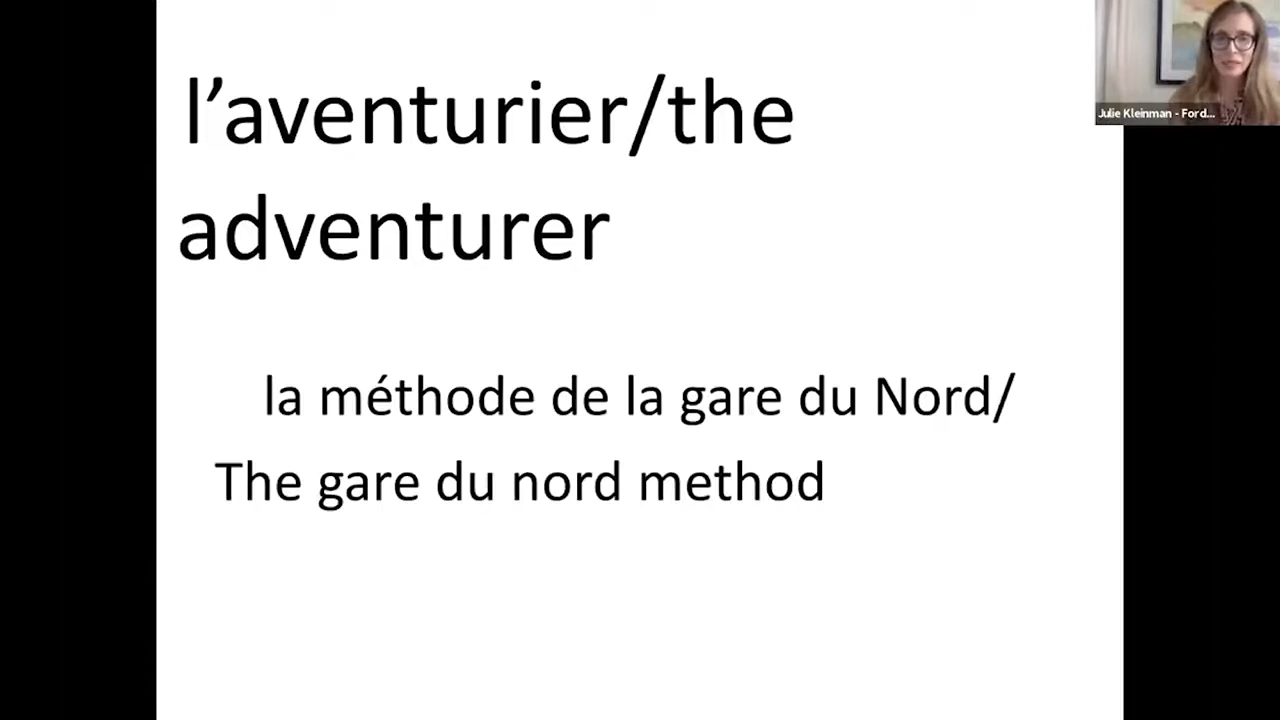 l’aventurier/the
adventurer
la méthode de la gare du Nord/
The gare du nord method
Julie Kleinman - Ford...